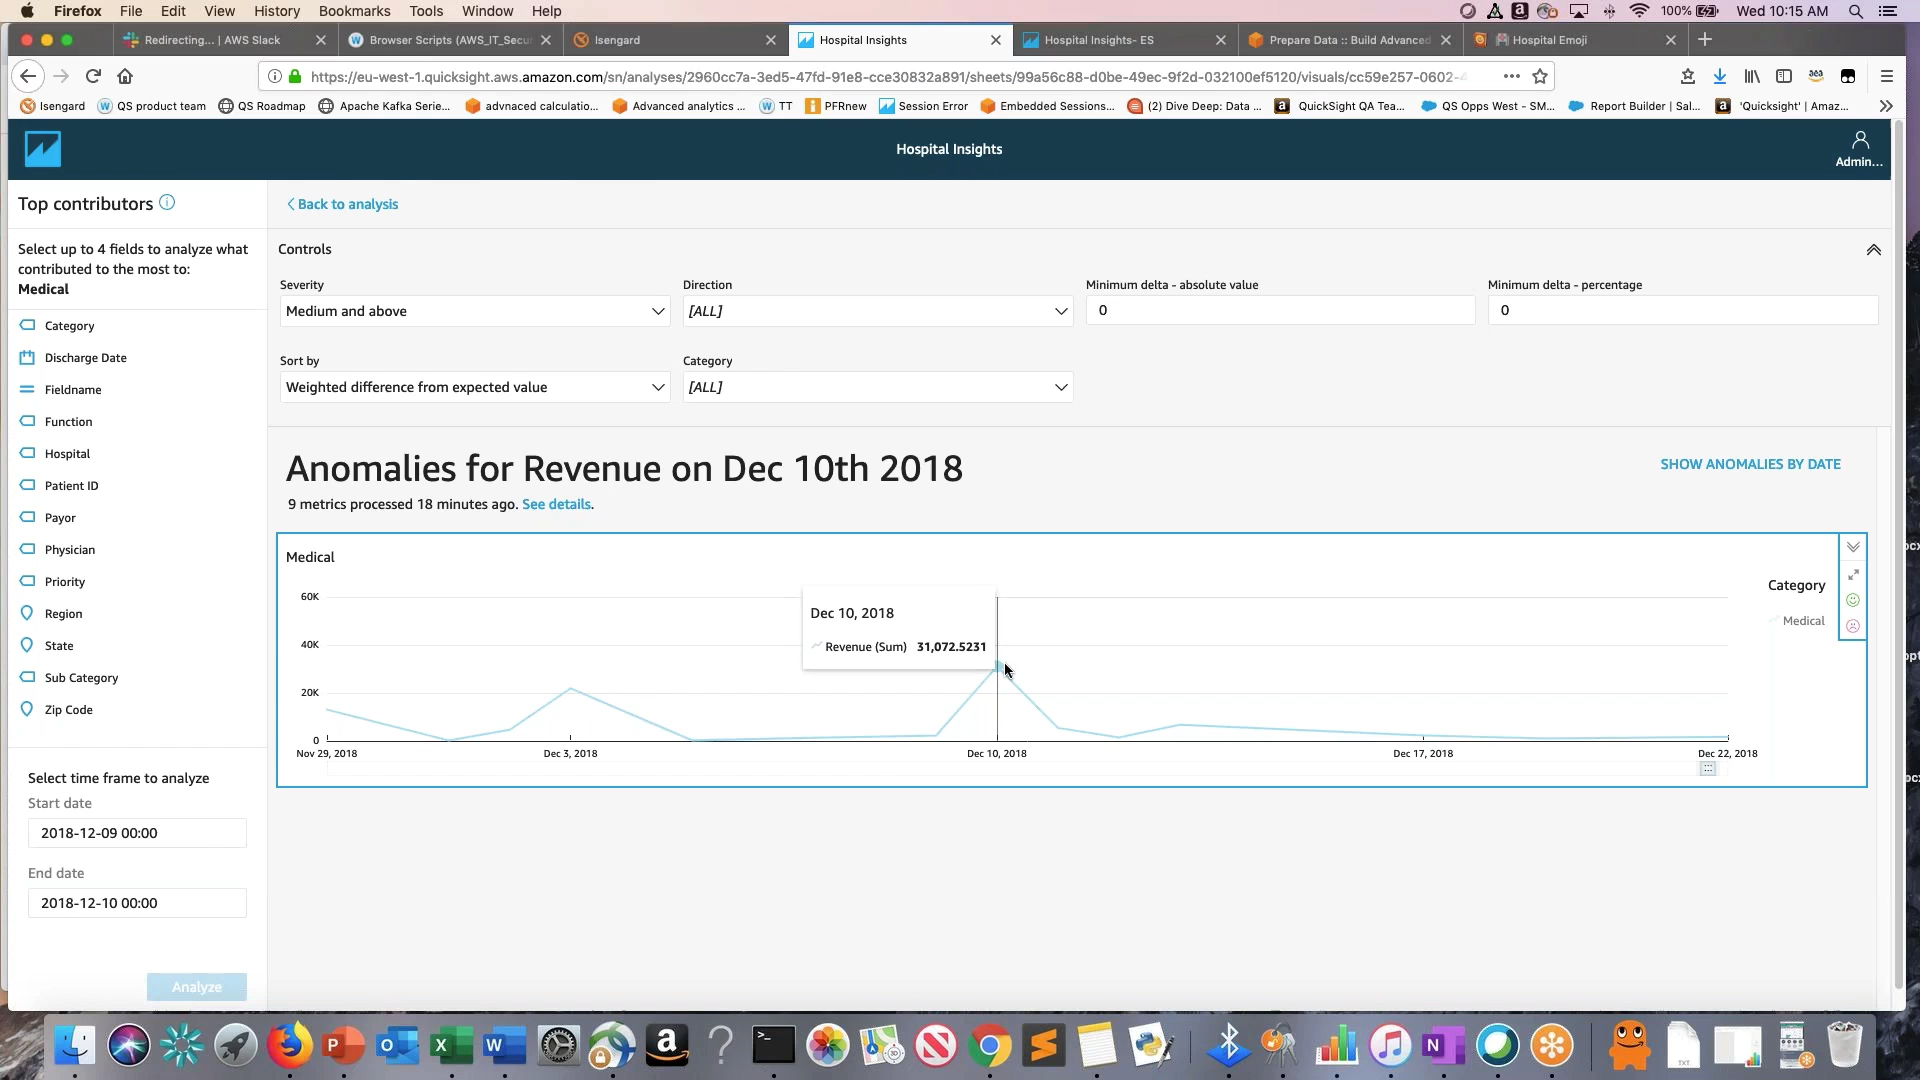 Firefox File Edit View History Bookmarks Tools Window Help 100% Wed 10:15 AM
Redirecting... | AWS Slack
Browser Scripts (AWS_IT_Secur
Isengard
Hospital Insights
Hospital Insights- ES
Prepare Data :: Build Advanced
Hospital Emoji
https://eu-west-1.quicksight.aws.amazon.com/sn/analyses/2960cc7a-3ed5-47fd-91e8-cce30832a891/sheets/99a56c88-d0be-49ec-9f2d-032100ef5120/visuals/cc59e257-0602-4
Isengard QS product team QS Roadmap Apache Kafka Serie... advnaced calculatio... Advanced analytics ... TT PFRnew Session Error Embedded Sessions... (2) Dive Deep: Data ... QuickSight QA Tea... QS Opps West - SM... Report Builder | Sal... 'Quicksight' | Amaz...
Hospital Insights
Admin...
Top contributors
Select up to 4 fields to analyze what
contributed to the most to:
Medical
Category
Discharge Date
Fieldname
Function
Hospital
Patient ID
Payor
Physician
Priority
Region
State
Sub Category
Zip Code
Select time frame to analyze
Start date
2018-12-09 00:00
End date
2018-12-10 00:00
Analyze
Back to analysis
Controls
Severity
Medium and above
Direction
[ALL]
Minimum delta - absolute value
0
Minimum delta - percentage
0
Sort by
Weighted difference from expected value
Category
[ALL]
Anomalies for Revenue on Dec 10th 2018
SHOW ANOMALIES BY DATE
9 metrics processed 18 minutes ago. See details.
Medical
60K
40K
20K
0
Dec 10, 2018
Revenue (Sum) 31,072.5231
Category
Medical
Nov 29, 2018 Dec 3, 2018 Dec 10, 2018 Dec 17, 2018 Dec 22, 2018